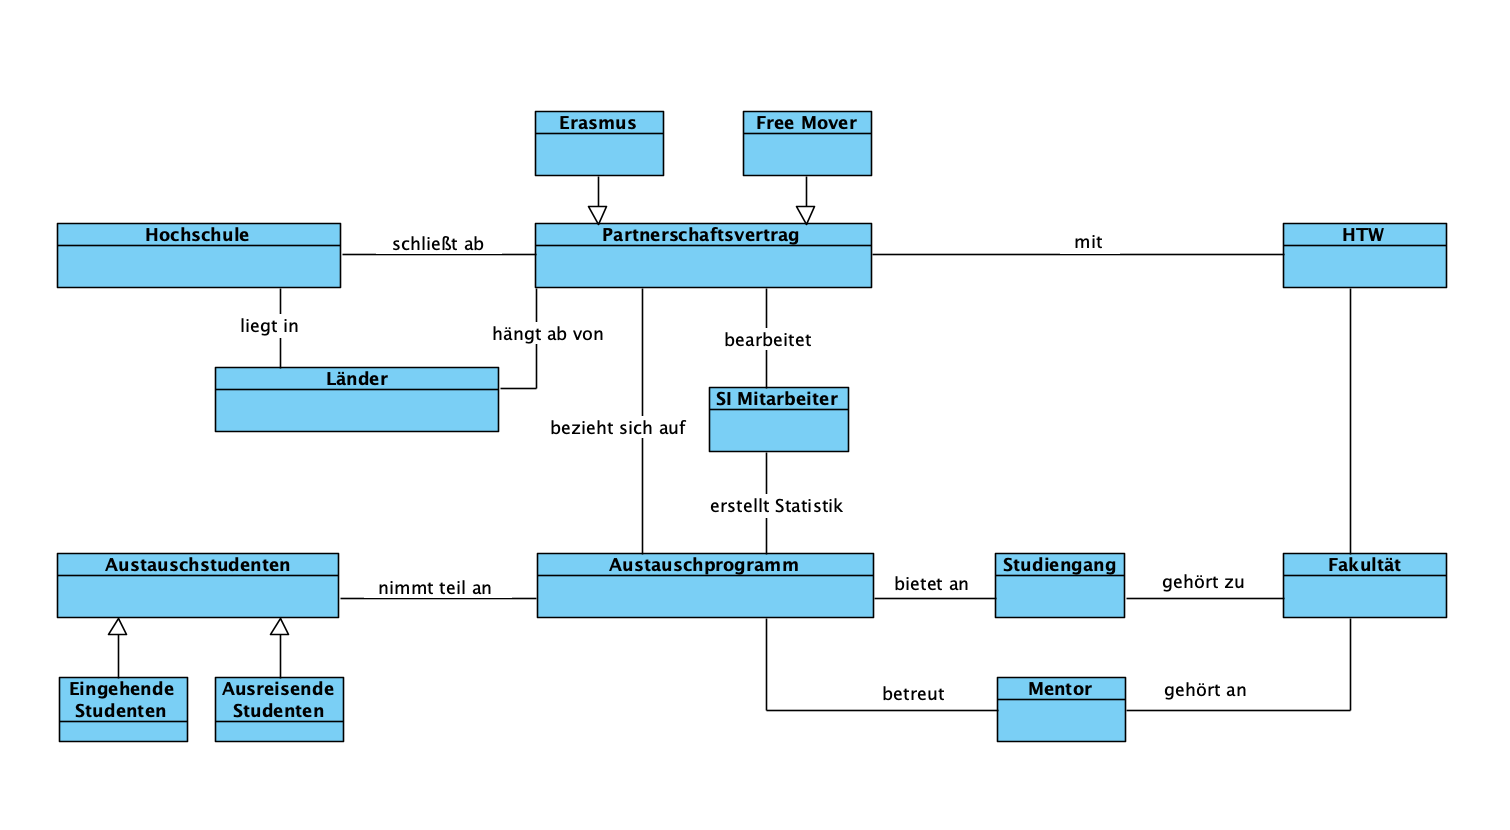 Erasmus
Free Mover
Hochschule
schließt ab
Partnerschaftsvertrag
mit
HTW
liegt in
hängt ab von
bearbeitet
Länder
SI Mitarbeiter
bezieht sich auf
erstellt Statistik
Austauschstudenten
nimmt teil an
Austauschprogramm
bietet an
Studiengang
gehört zu
Fakultät
Eingehende
Studenten
Ausreisende
Studenten
betreut
Mentor
gehört an